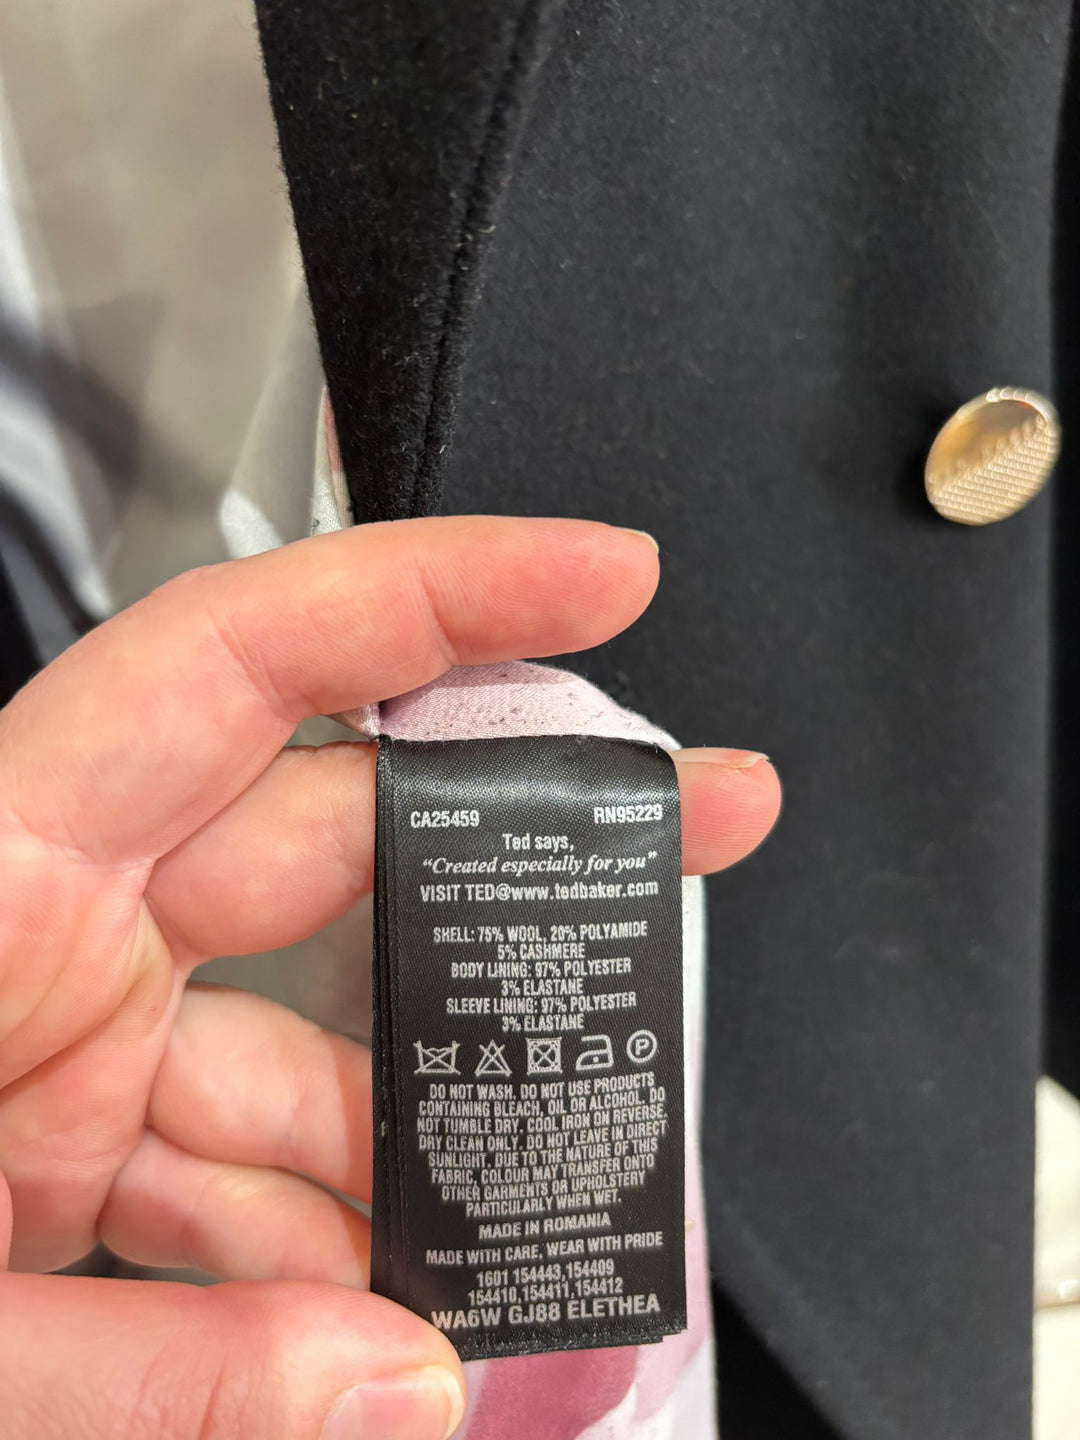 CA25459 RN95229
Ted says,
“Created especially for you”
VISIT TED@www.tedbaker.com
SHELL: 75% WOOL, 20% POLYAMIDE
5% CASHMERE
BODY LINING: 97% POLYESTER
3% ELASTANE
SLEEVE LINING: 97% POLYESTER
3% ELASTANE
P
DO NOT WASH. DO NOT USE PRODUCTS
CONTAINING BLEACH, OIL OR ALCOHOL. DO
NOT TUMBLE DRY. COOL IRON ON REVERSE.
DRY CLEAN ONLY. DO NOT LEAVE IN DIRECT
SUNLIGHT. DUE TO THE NATURE OF THIS
FABRIC, COLOUR MAY TRANSFER ONTO
OTHER GARMENTS OR UPHOLSTERY
PARTICULARLY WHEN WET.
MADE IN ROMANIA
MADE WITH CARE, WEAR WITH PRIDE
1601 154443,154409
154410,154411,154412
WA6W GJ88 ELETHEA